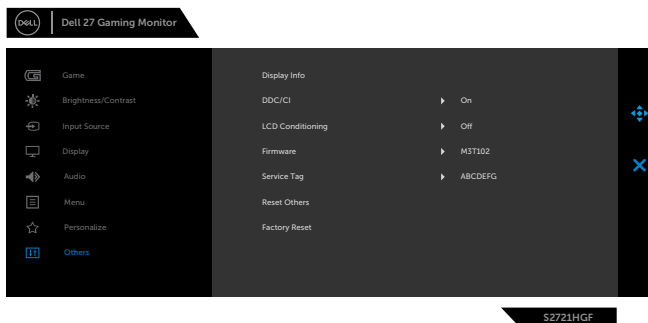 DELL
Dell 27 Gaming Monitor
Game
Display Info
Brightness/Contrast
DDC/CI On
Input Source
LCD Conditioning Off
Display
Firmware M3T102
Audio
Service Tag ABCDEFG
Menu
Reset Others
Personalize
Factory Reset
Others
S2721HGF